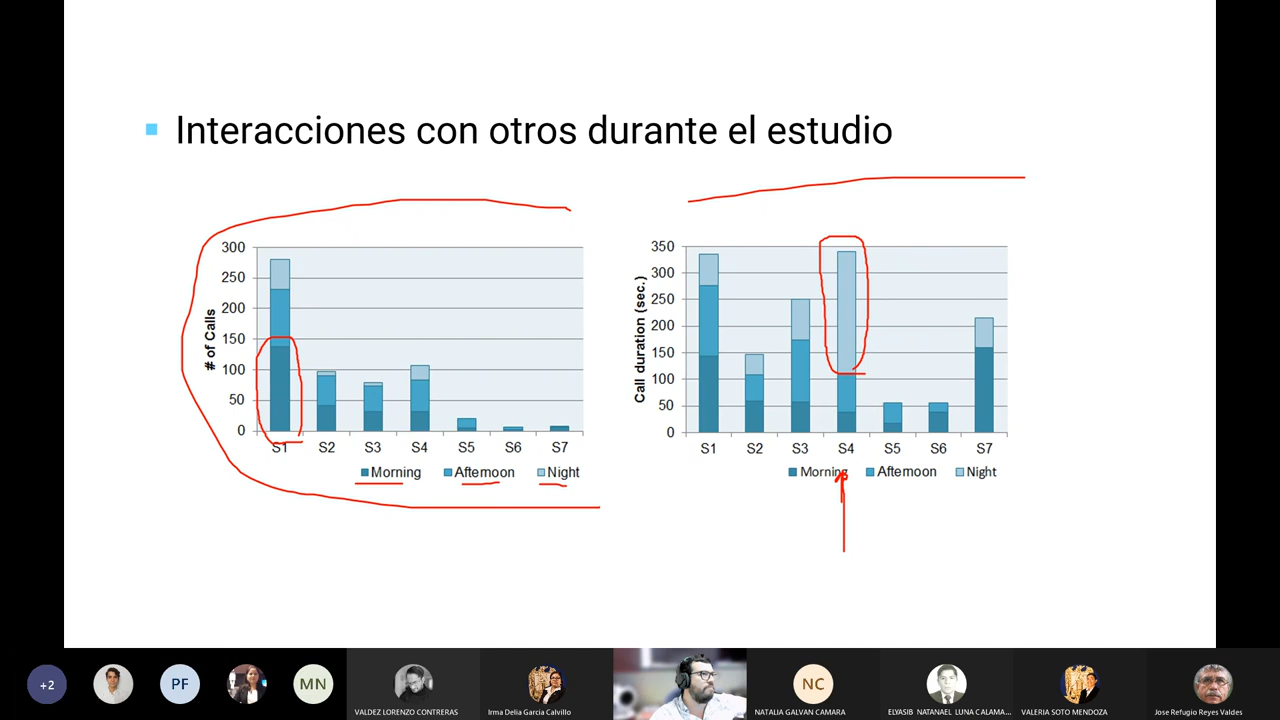 Interacciones con otros durante el estudio
300
250
200
150
100
50
0
# of Calls
S1 S2 S3 S4 S5 S6 S7
Morning Afternoon Night
350
300
250
200
150
100
50
0
Call duration (sec.)
S1 S2 S3 S4 S5 S6 S7
Morning Afternoon Night
+2 PF MN VALDEZ LORENZO CONTRERAS Irma Delia Garcia Calvillo NC NATALIA GALVAN CAMARA ELYASIB NATANAEL LUNA CALAMA... VALERIA SOTO MENDOZA Jose Refugio Reyes Valdes